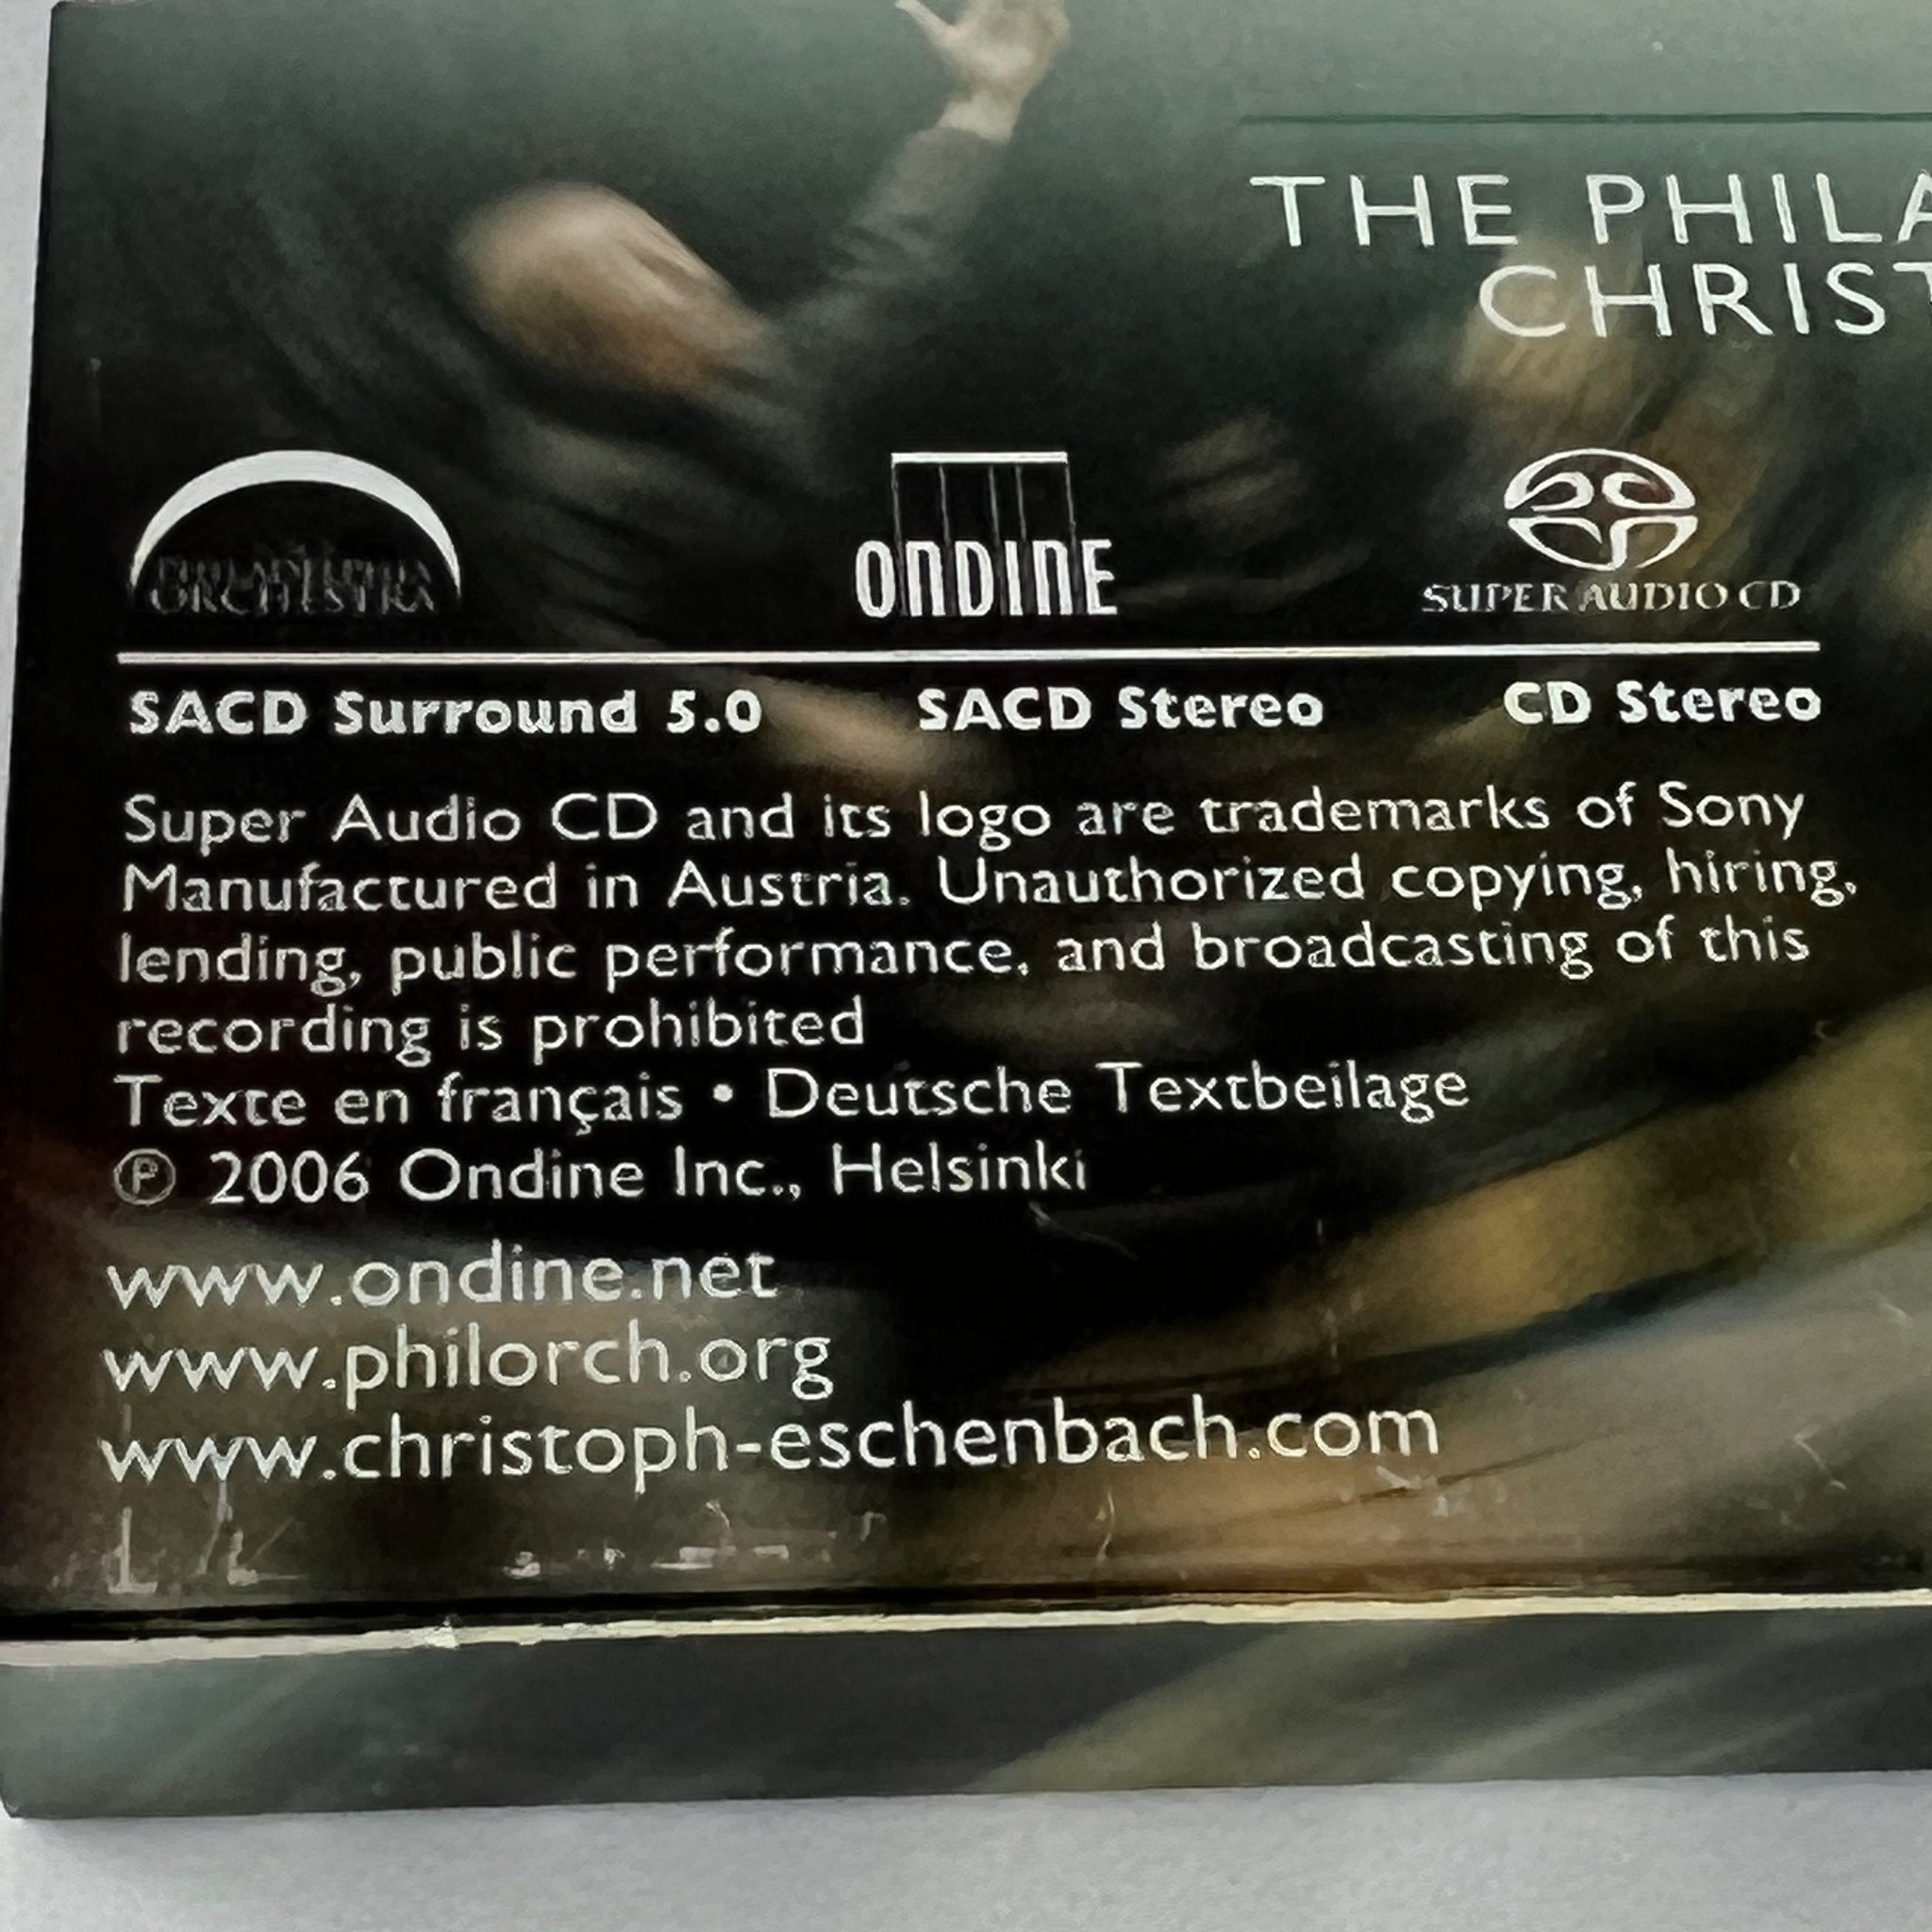 THE PHILA
CHRIST
ORCHESTRA
ONDINE
SUPER AUDIO CD
SACD Surround 5.0 SACD Stereo CD Stereo
Super Audio CD and its logo are trademarks of Sony
Manufactured in Austria. Unauthorized copying, hiring,
lending, public performance, and broadcasting of this
recording is prohibited
Texte en français • Deutsche Textbeilage
℗ 2006 Ondine Inc., Helsinki
www.ondine.net
www.philorch.org
www.christoph-eschenbach.com